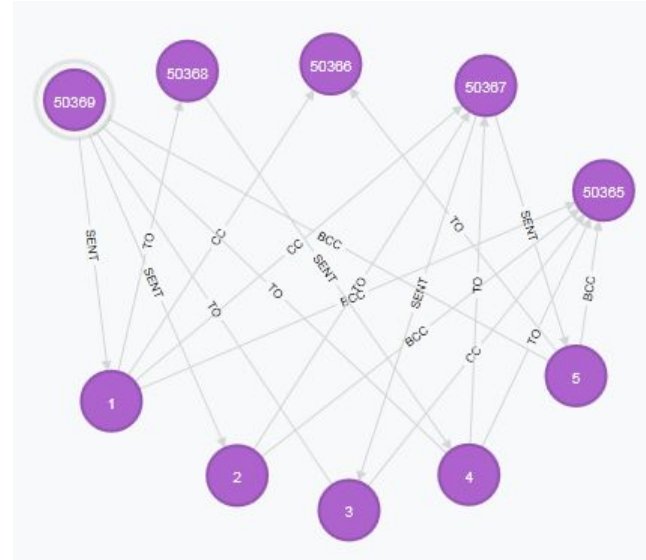 50366
50368
50367
50369
50365
SENT
TO
CC
CC
BCC
TO
SENT
SENT
SENT
TO
TO
BCC
TO
SENT
TO
BCC
BCC
CC
TO
5
1
2
4
3